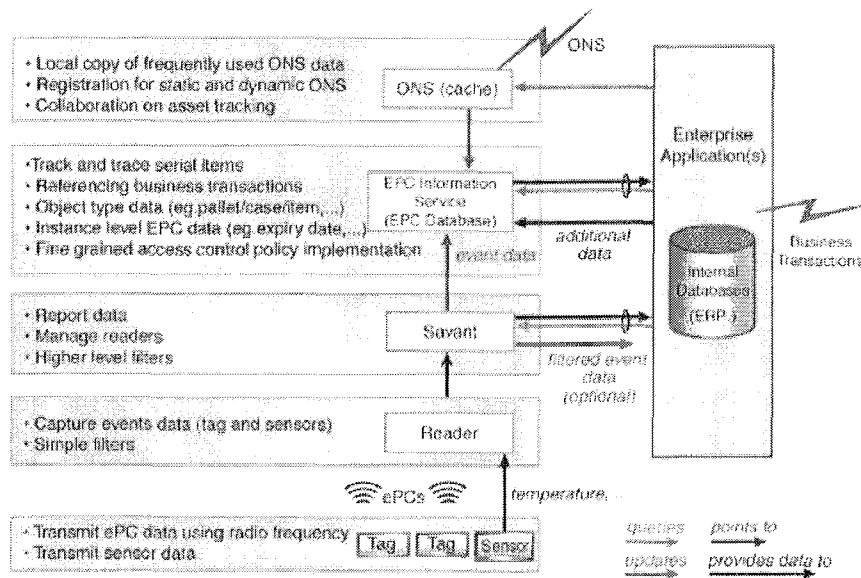 ONS
• Local copy of frequently used ONS data
• Registration for static and dynamic ONS
• Collaboration on asset tracking
ONS (cache)
Enterprise
Application(s)
•Track and trace serial items
• Referencing business transactions
• Object type data (eg.pallet/case/item,...)
• Instance level EPC data (eg.expiry date,...)
• Fine grained access control policy implementation
EPC Information
Service
(EPC Database)
additional
data
event data
Business
Transactions
Internal
Databases
(ERP )
• Report data
• Manage readers
• Higher level filters
Savant
filtered event
data
(optional)
• Capture events data (tag and sensors)
• Simple filters
Reader
ePCs
temperature,...
• Transmit ePC data using radio frequency
• Transmit sensor data
Tag
Tag
Sensor
queries
points to
updates
provides data to